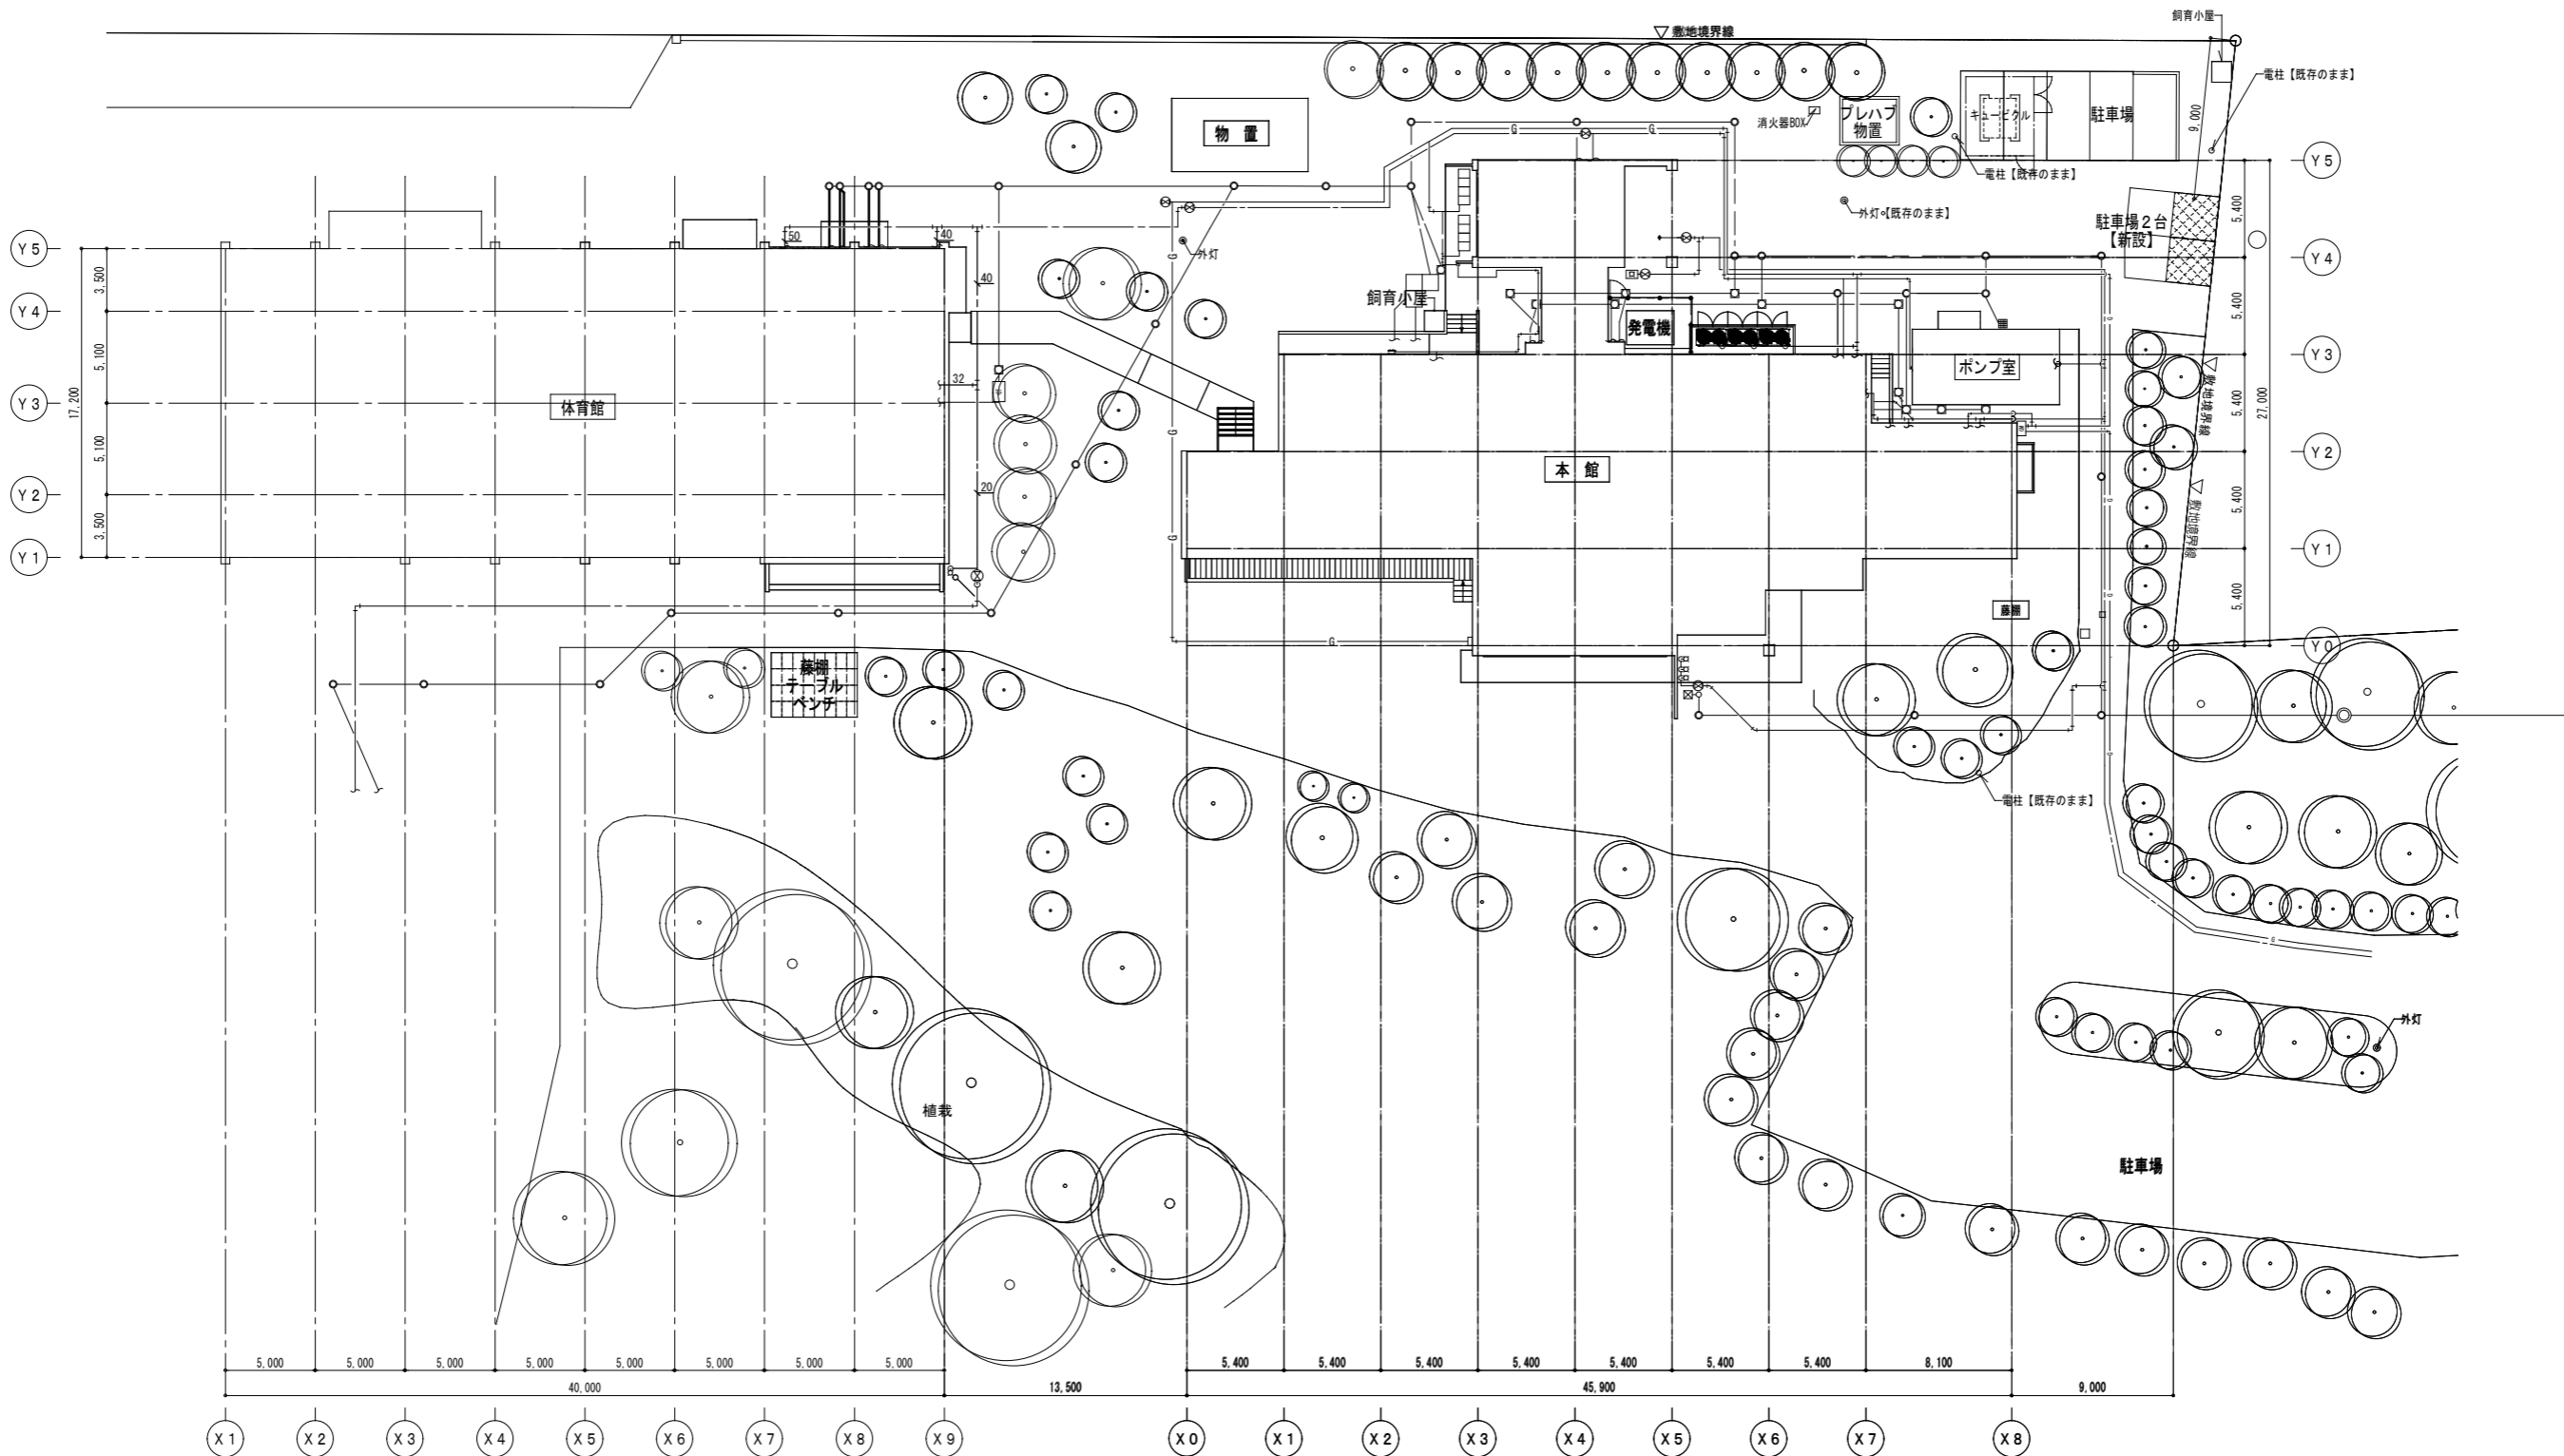 飼育小屋
▽敷地境界線
電柱【既存のまま】
物 置
消火器BOX
プレハブ
物置
キュービクル
駐車場
9,000
電柱【既存のまま】
外灯【既存のまま】
駐車場2台
【新設】
G
G
外灯
50
40
40
32
20
飼育小屋
発電機
ポンプ室
体育館
本 館
敷地境界線
敷地境界線
藤棚
藤棚
テーブル
ベンチ
G
G
G
電柱【既存のまま】
外灯
植栽
駐車場
Y5
Y4
Y3
Y2
Y1
3,500
5,100
5,100
3,500
17,200
Y5
Y4
Y3
Y2
Y1
Y0
5,400
5,400
5,400
5,400
5,400
27,000
5,000
5,000
5,000
5,000
5,000
5,000
5,000
5,000
5,400
5,400
5,400
5,400
5,400
5,400
5,400
8,100
40,000
13,500
45,900
9,000
X1
X2
X3
X4
X5
X6
X7
X8
X9
X0
X1
X2
X3
X4
X5
X6
X7
X8